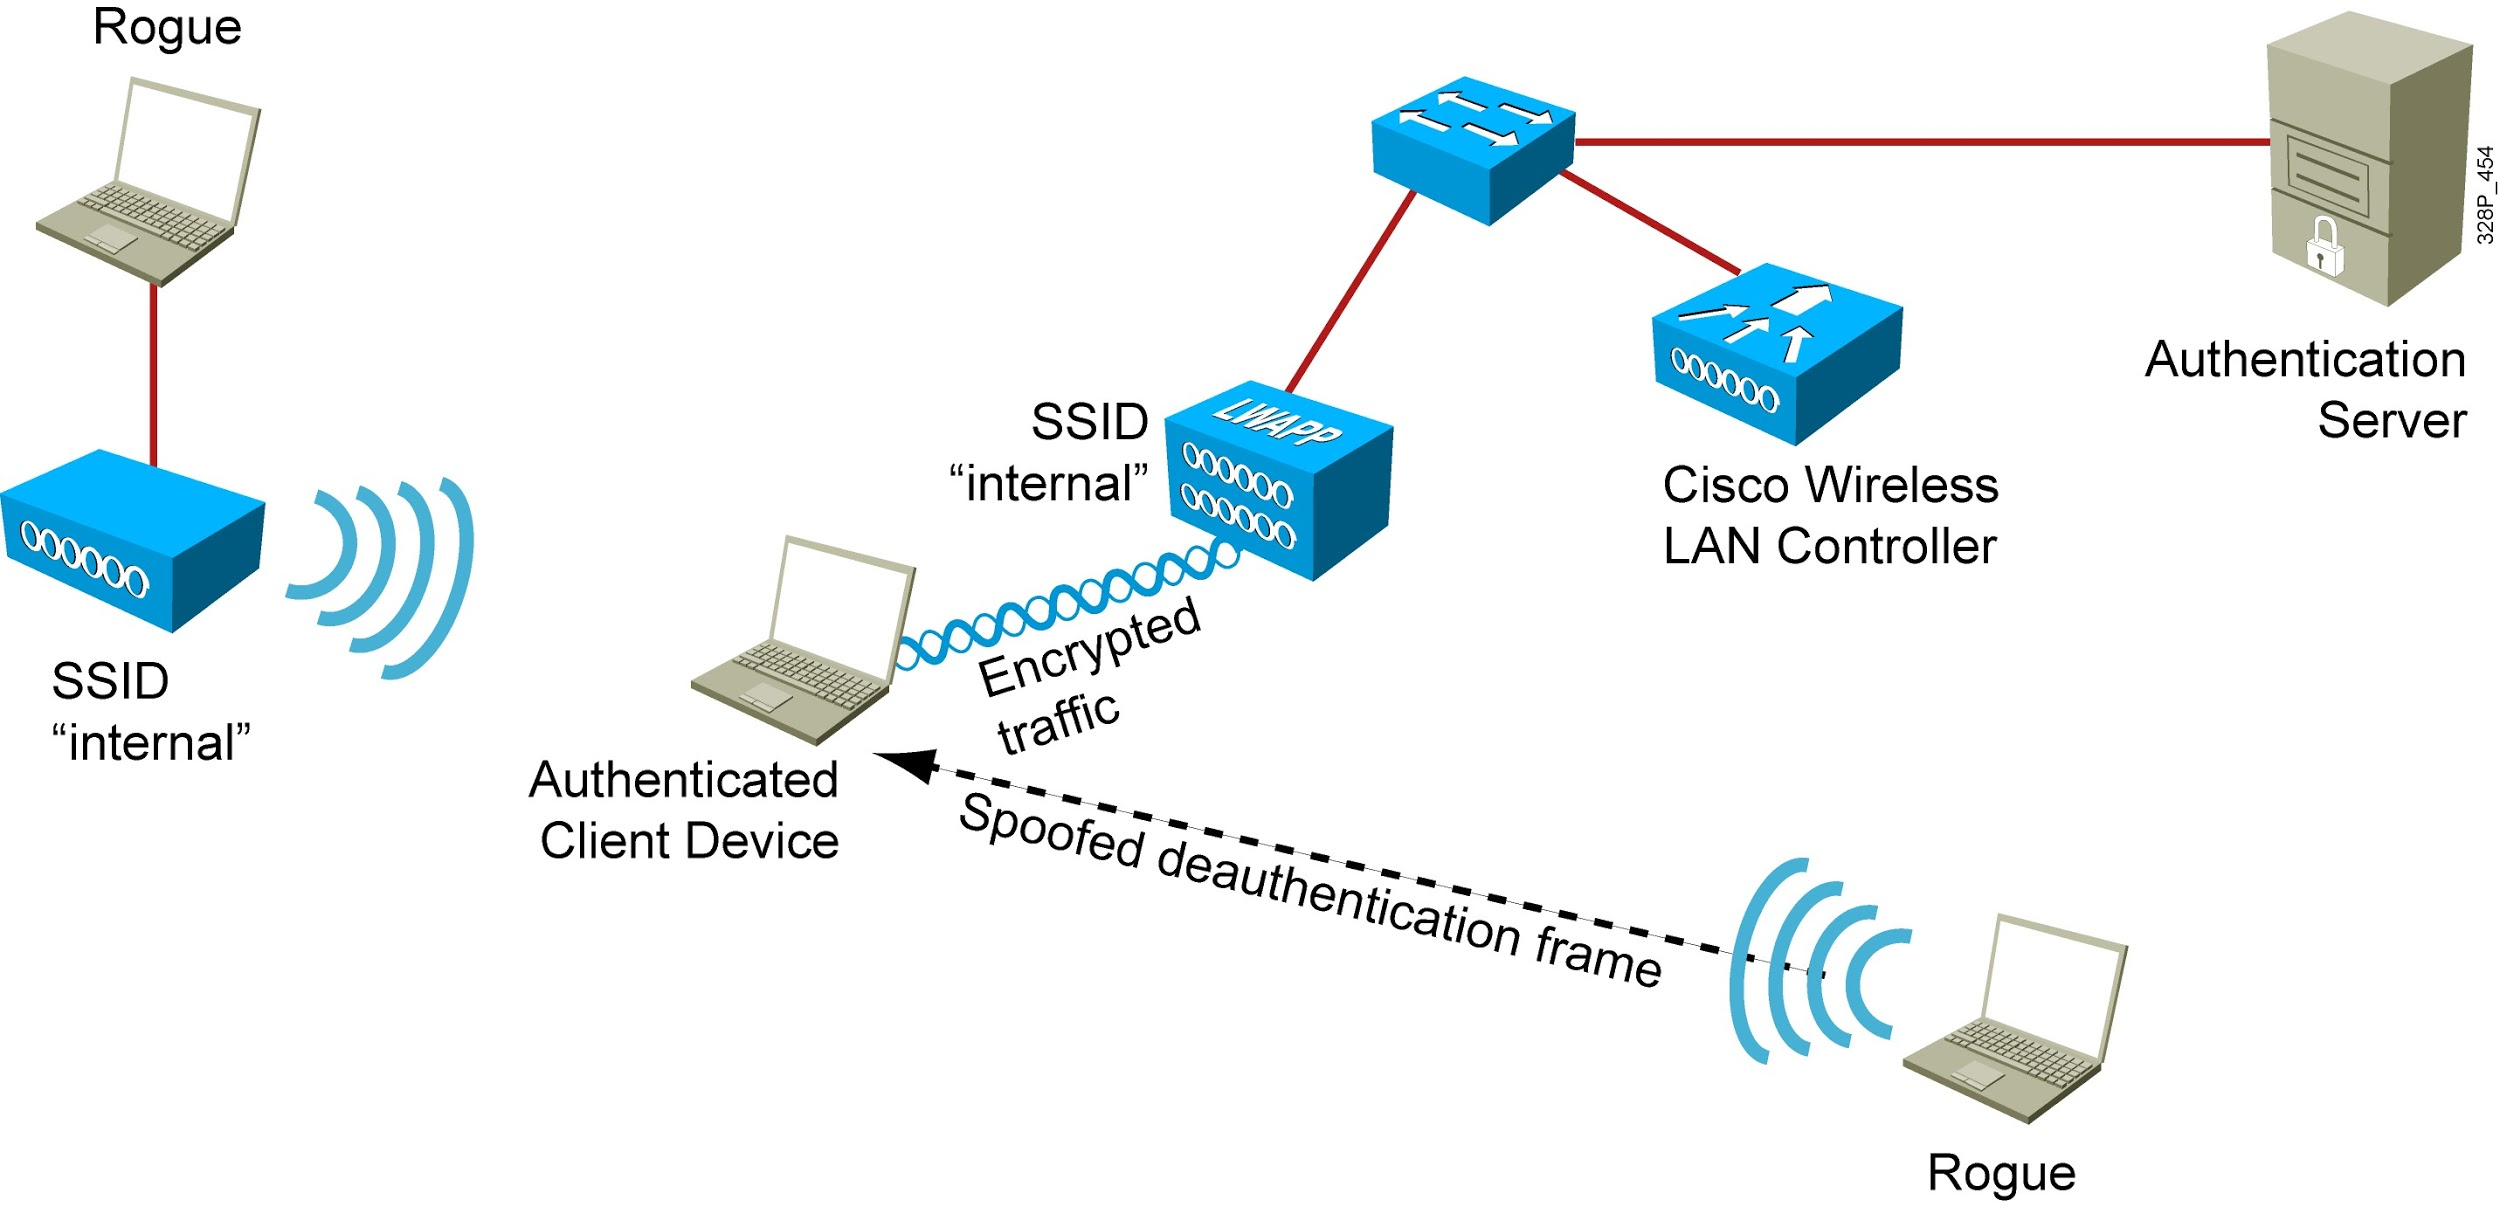 Rogue
328P_454
Authentication
Server
SSID
“internal”
LWAPP
Cisco Wireless
LAN Controller
Encrypted
traffic
SSID
“internal”
Authenticated
Client Device
Spoofed deauthentication frame
Rogue